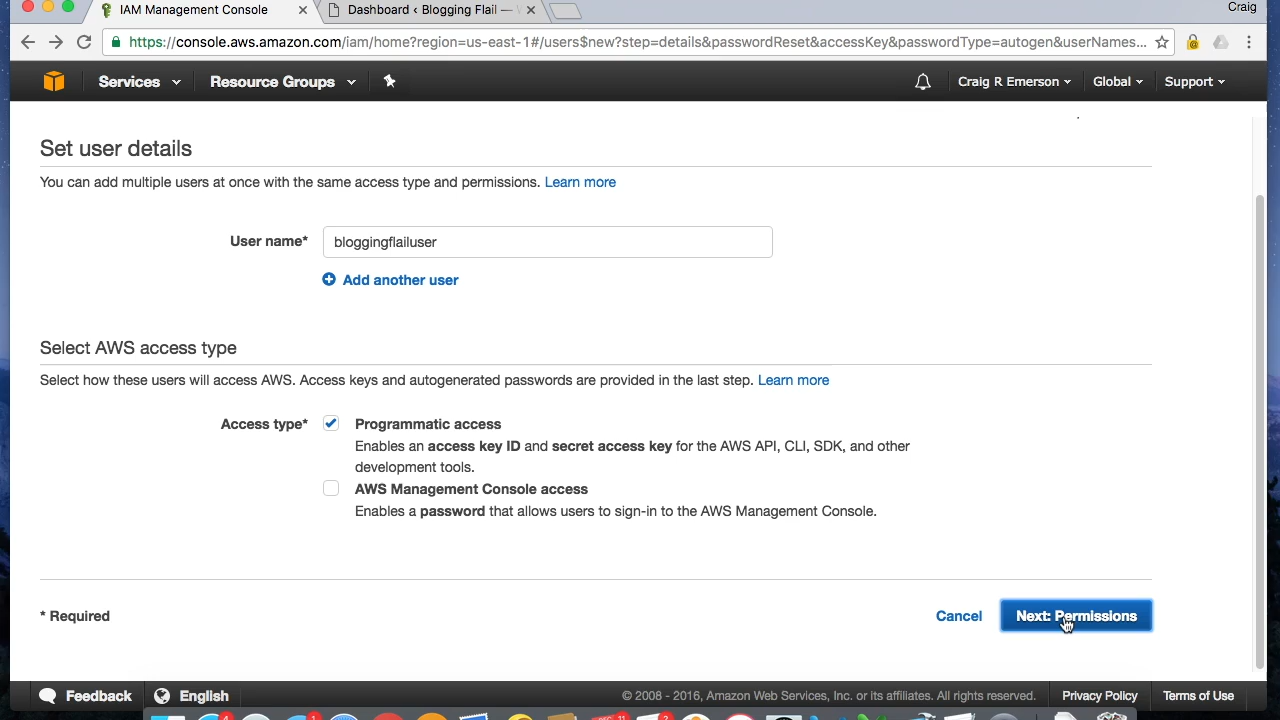 Craig
IAM Management Console
Dashboard ‹ Blogging Flail —
https://console.aws.amazon.com/iam/home?region=us-east-1#/users$new?step=details&passwordReset&accessKey&passwordType=autogen&userNames...
Services
Resource Groups
Craig R Emerson
Global
Support
Set user details
You can add multiple users at once with the same access type and permissions. Learn more
User name* bloggingflailuser
Add another user
Select AWS access type
Select how these users will access AWS. Access keys and autogenerated passwords are provided in the last step. Learn more
Access type* Programmatic access
Enables an access key ID and secret access key for the AWS API, CLI, SDK, and other
development tools.
AWS Management Console access
Enables a password that allows users to sign-in to the AWS Management Console.
* Required
Cancel
Next: Permissions
Feedback
English
© 2008 - 2016, Amazon Web Services, Inc. or its affiliates. All rights reserved.
Privacy Policy
Terms of Use
4
1
11
2